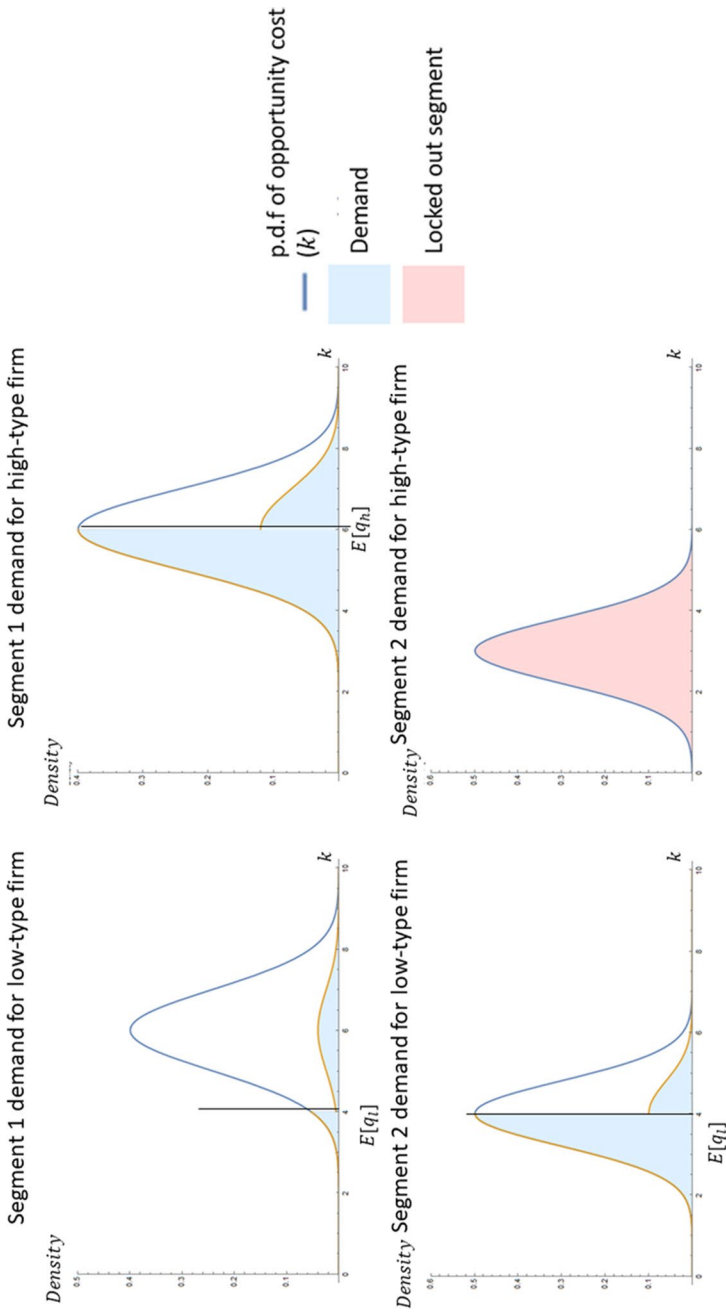 Segment 1 demand for low-type firm
Density
0.5
0.4
0.3
0.2
0.1
0
2
4
6
8
10
k
E[q_l]
Segment 1 demand for high-type firm
Density
0.4
0.3
0.2
0.1
0
2
4
6
8
10
k
E[q_h]
p.d.f of opportunity cost
(k)
Demand
Locked out segment
Segment 2 demand for low-type firm
Density
0.6
0.5
0.4
0.3
0.2
0.1
0
2
4
6
8
10
k
E[q_l]
Segment 2 demand for high-type firm
Density
0.6
0.5
0.4
0.3
0.2
0.1
0
2
4
6
8
10
k